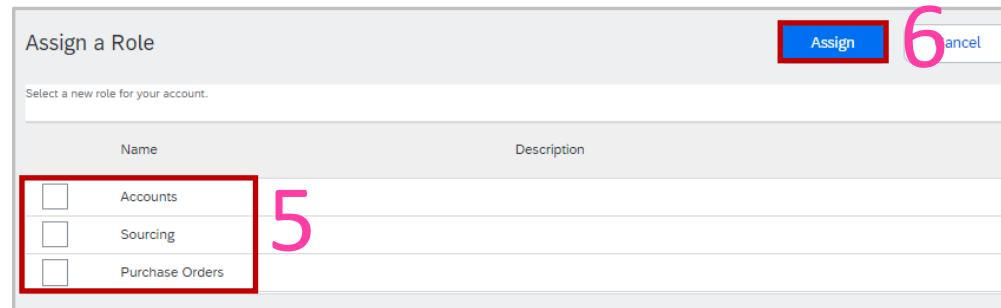 Assign a Role
Assign
6
ancel
Select a new role for your account.
Name Description
Accounts
5
Sourcing
Purchase Orders